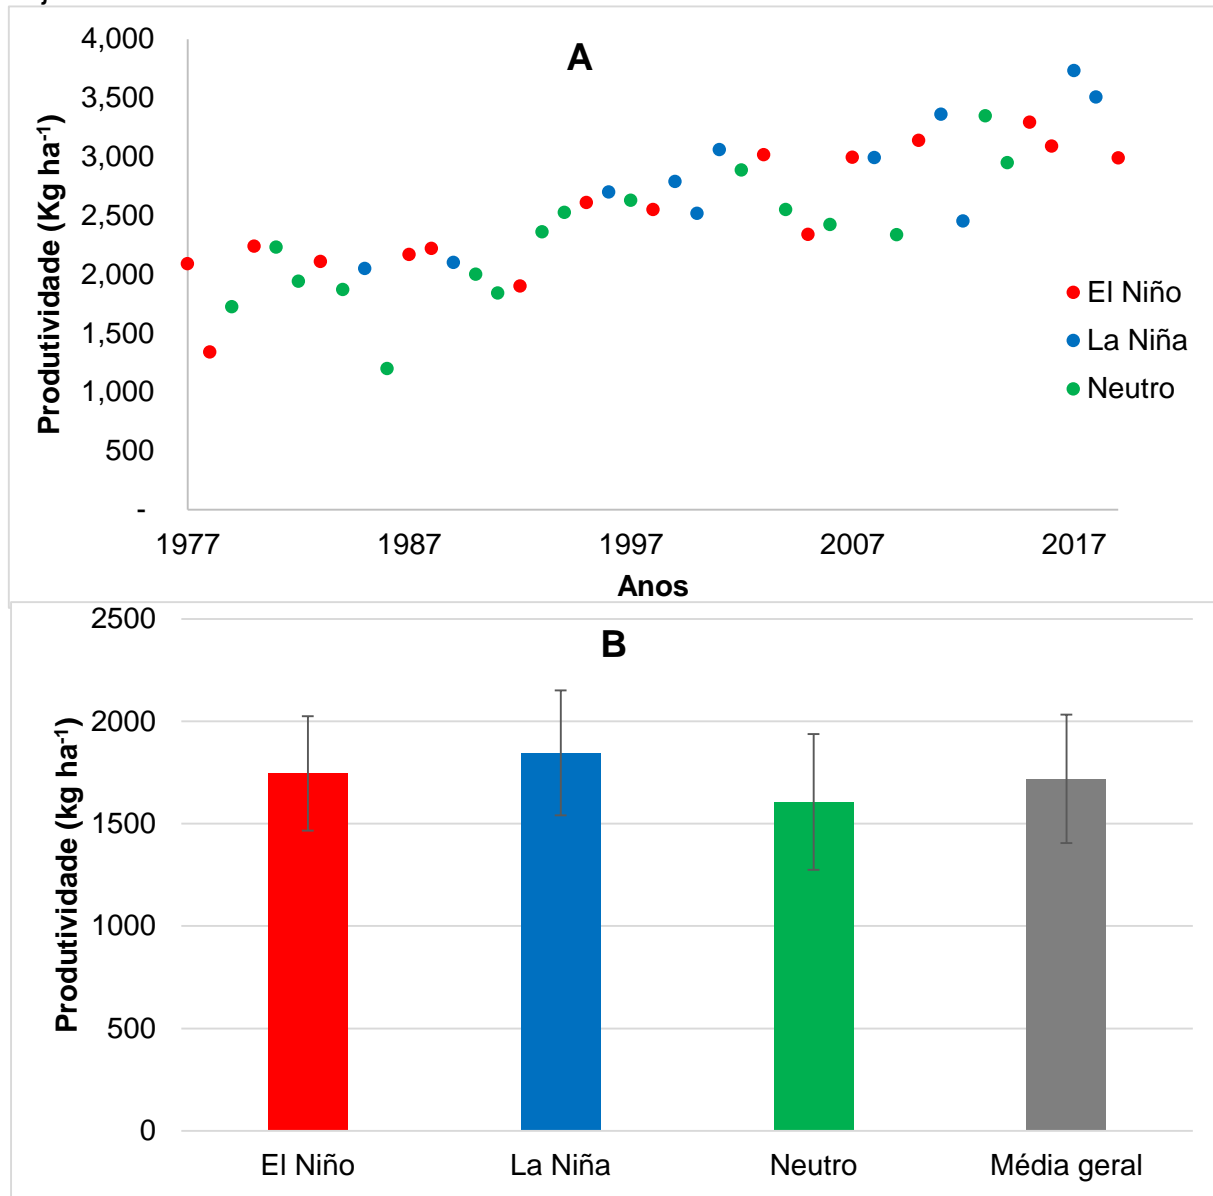 4,000
A
3,500
3,000
2,500
2,000
1,500
1,000
500
-
Produtividade (Kg ha-1)
El Niño
La Niña
Neutro
1977 1987 1997 2007 2017
Anos
2500
B
2000
1500
1000
500
0
Produtividade (kg ha-1)
El Niño La Niña Neutro Média geral